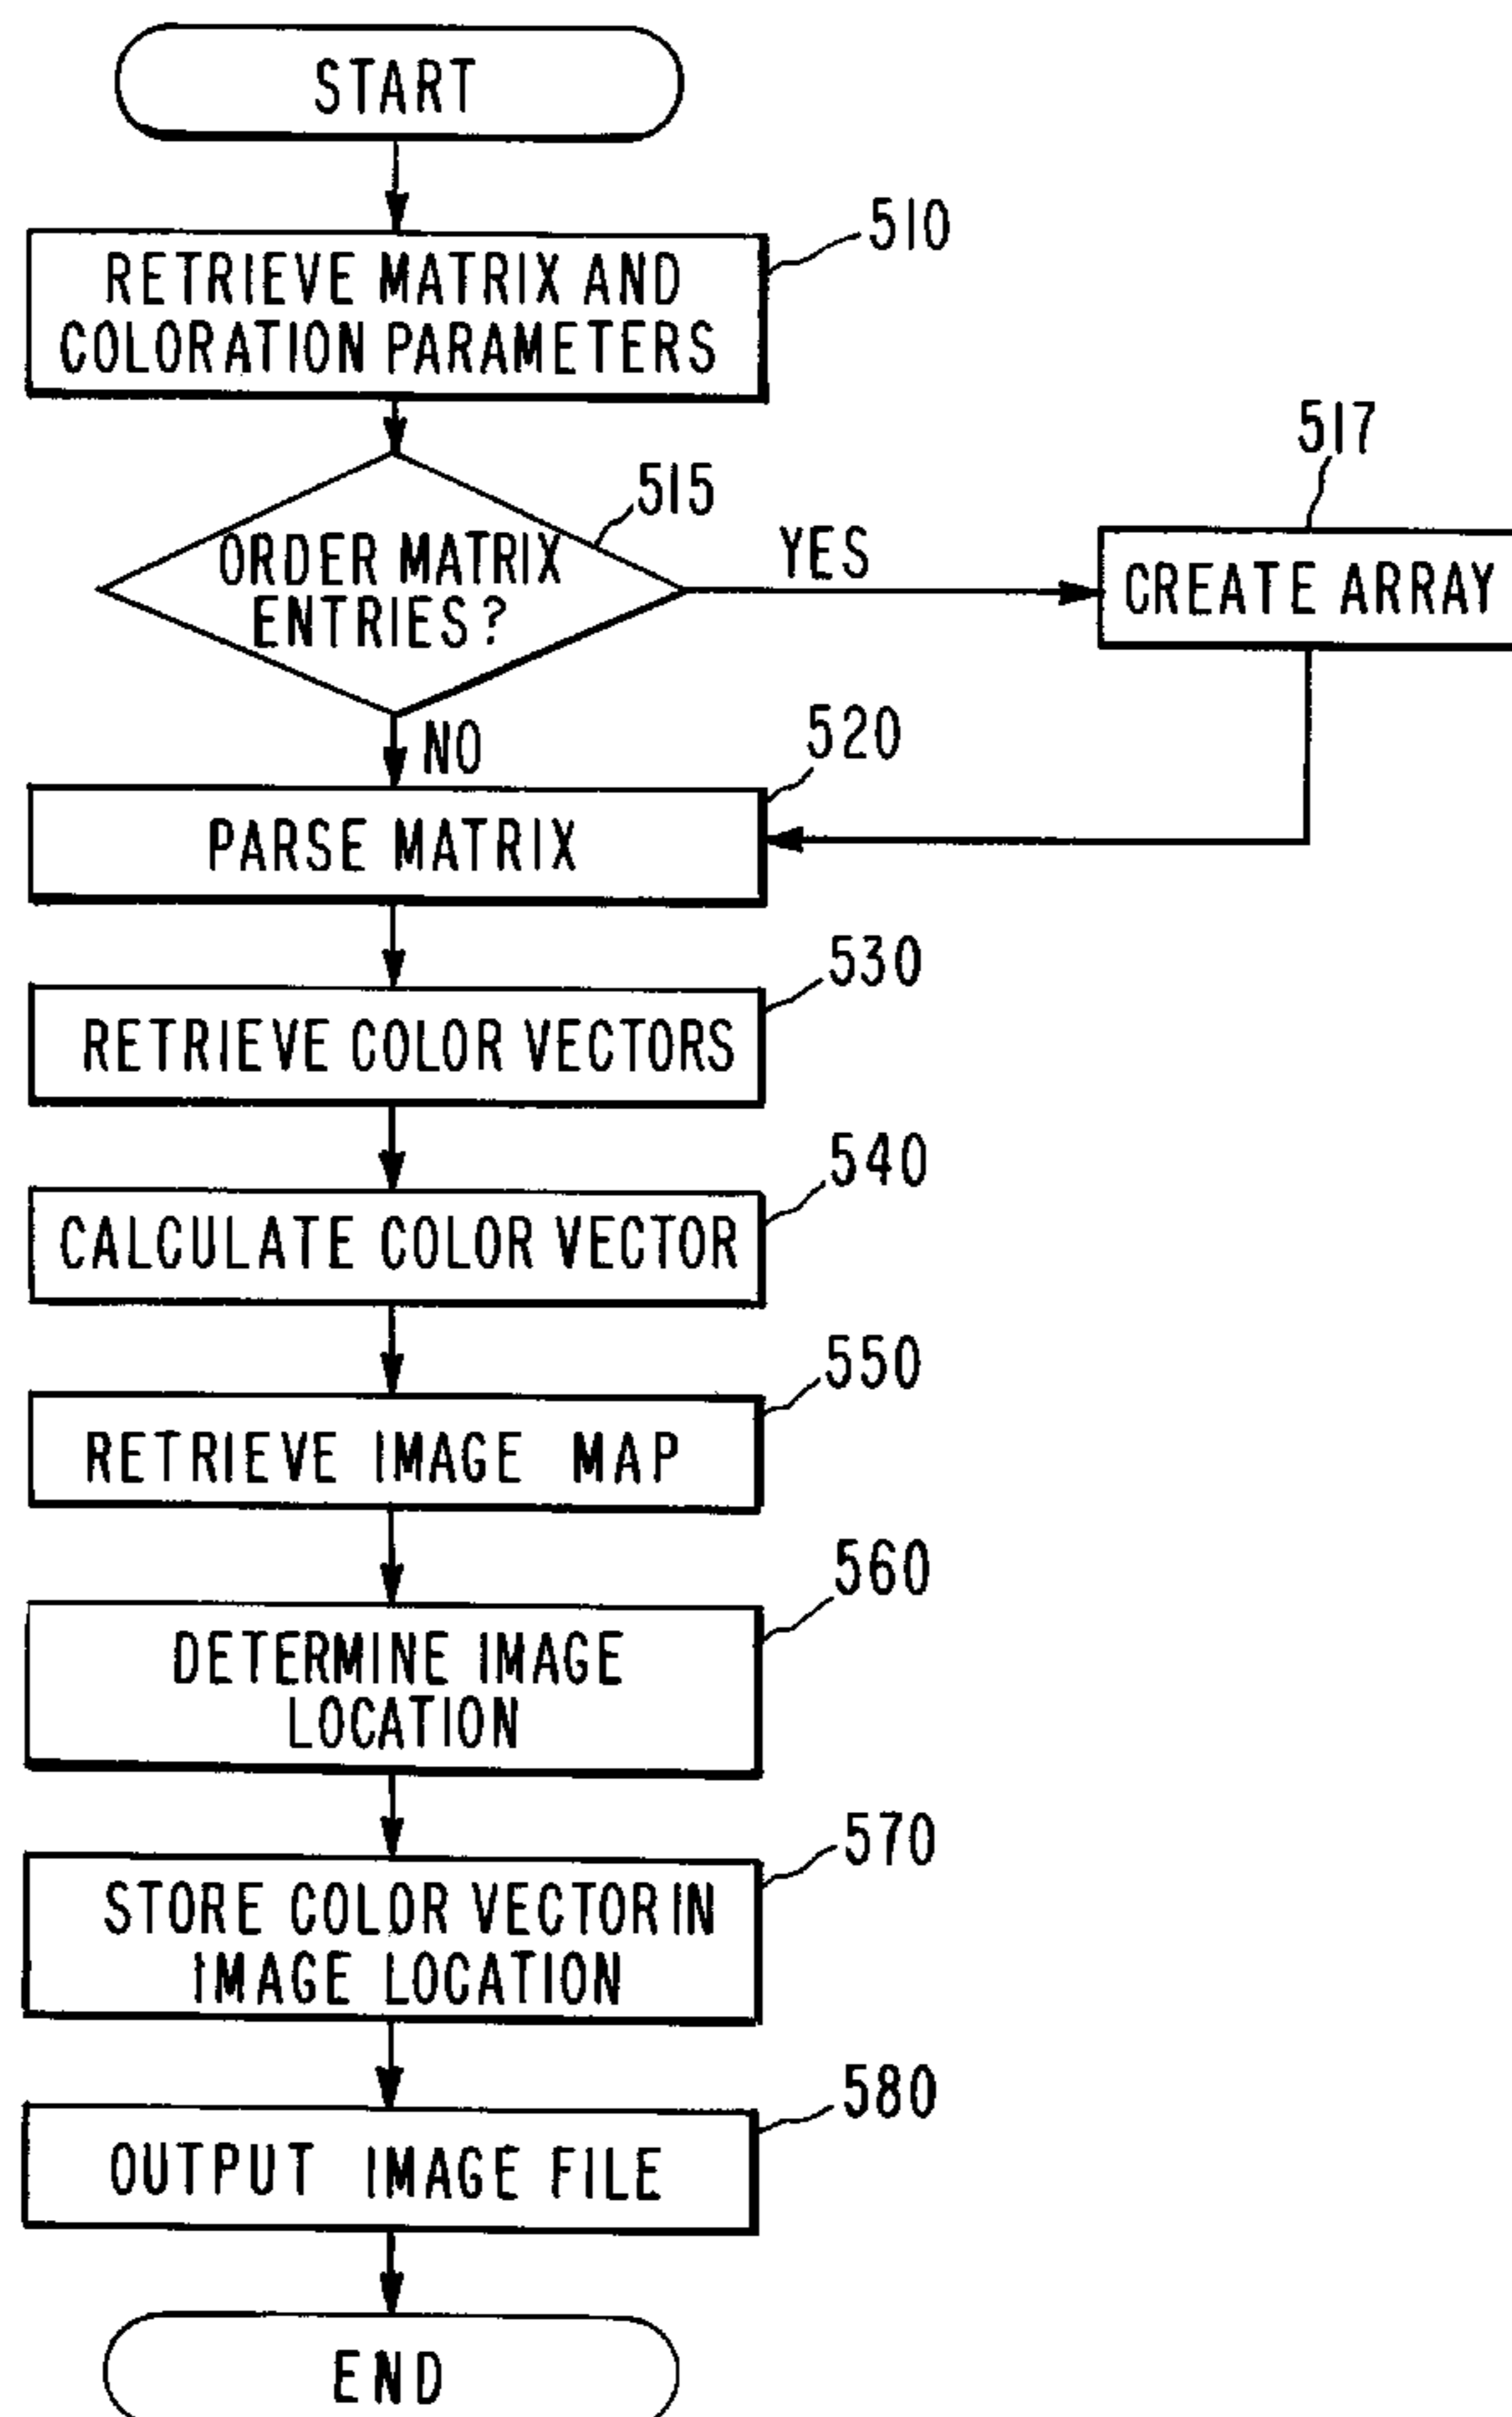 START
510
RETRIEVE MATRIX AND
COLORATION PARAMETERS
515
ORDER MATRIX
ENTRIES?
YES
517
CREATE ARRAY
NO
520
PARSE MATRIX
530
RETRIEVE COLOR VECTORS
540
CALCULATE COLOR VECTOR
550
RETRIEVE IMAGE MAP
560
DETERMINE IMAGE
LOCATION
570
STORE COLOR VECTOR IN
IMAGE LOCATION
580
OUTPUT IMAGE FILE
END